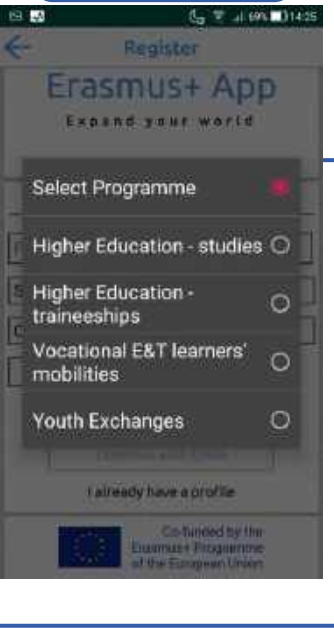 69% 14:25
Register
Erasmus+ App
Expand your world
Select Programme
Higher Education - studies
Higher Education -
traineeships
Vocational E&T learners'
mobilities
Youth Exchanges
I already have a profile
Co-funded by the
Erasmus+ Programme
of the European Union